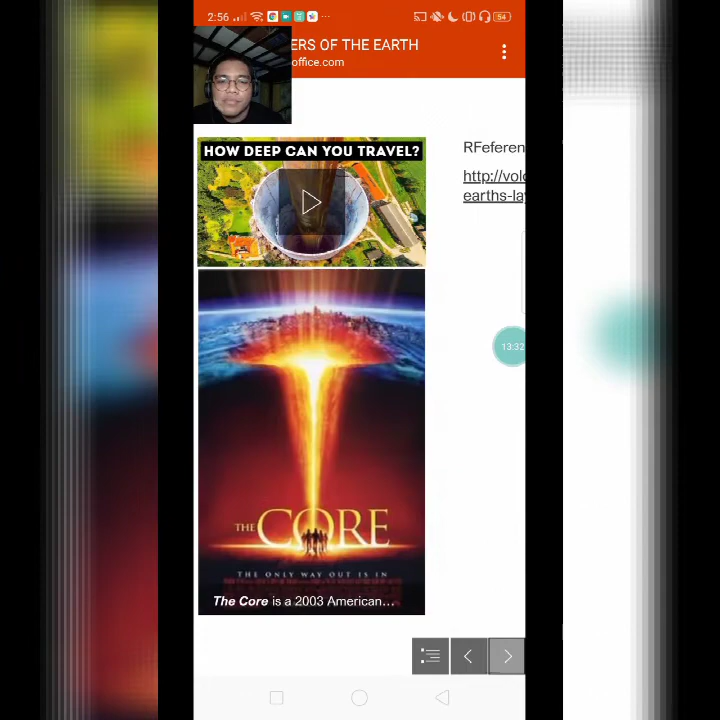 2:56
54
ERS OF THE EARTH
office.com
HOW DEEP CAN YOU TRAVEL?
RFeferen
http://volc
earths-la
13:32
THE CORE
THE ONLY WAY OUT IS IN
The Core is a 2003 American...